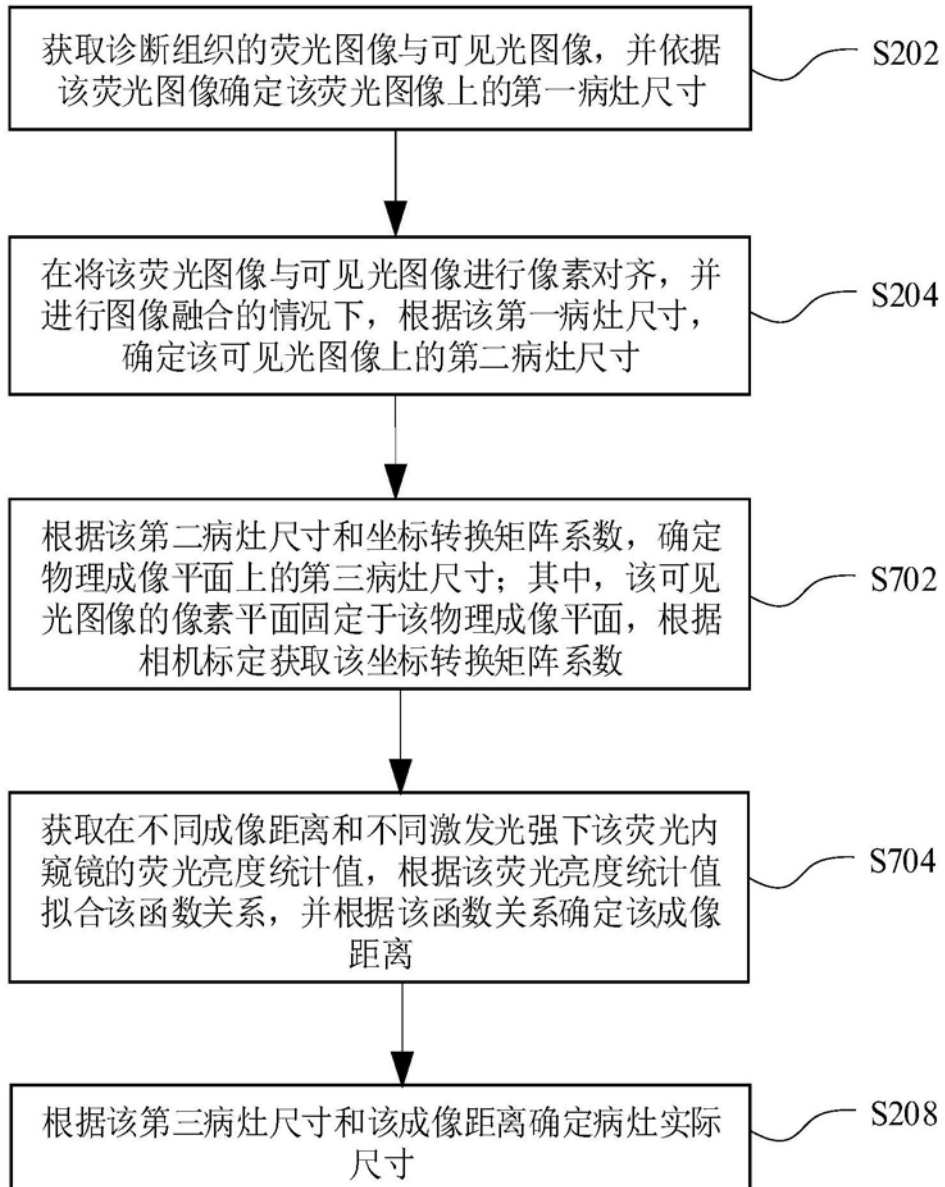 获取诊断组织的荧光图像与可见光图像，并依据
该荧光图像确定该荧光图像上的第一病灶尺寸
S202
在将该荧光图像与可见光图像进行像素对齐，并
进行图像融合的情况下，根据该第一病灶尺寸，
确定该可见光图像上的第二病灶尺寸
S204
根据该第二病灶尺寸和坐标转换矩阵系数，确定
物理成像平面上的第三病灶尺寸；其中，该可见
光图像的像素平面固定于该物理成像平面，根据
相机标定获取该坐标转换矩阵系数
S702
获取在不同成像距离和不同激发光强下该荧光内
窥镜的荧光亮度统计值，根据该荧光亮度统计值
拟合该函数关系，并根据该函数关系确定该成像
距离
S704
根据该第三病灶尺寸和该成像距离确定病灶实际
尺寸
S208